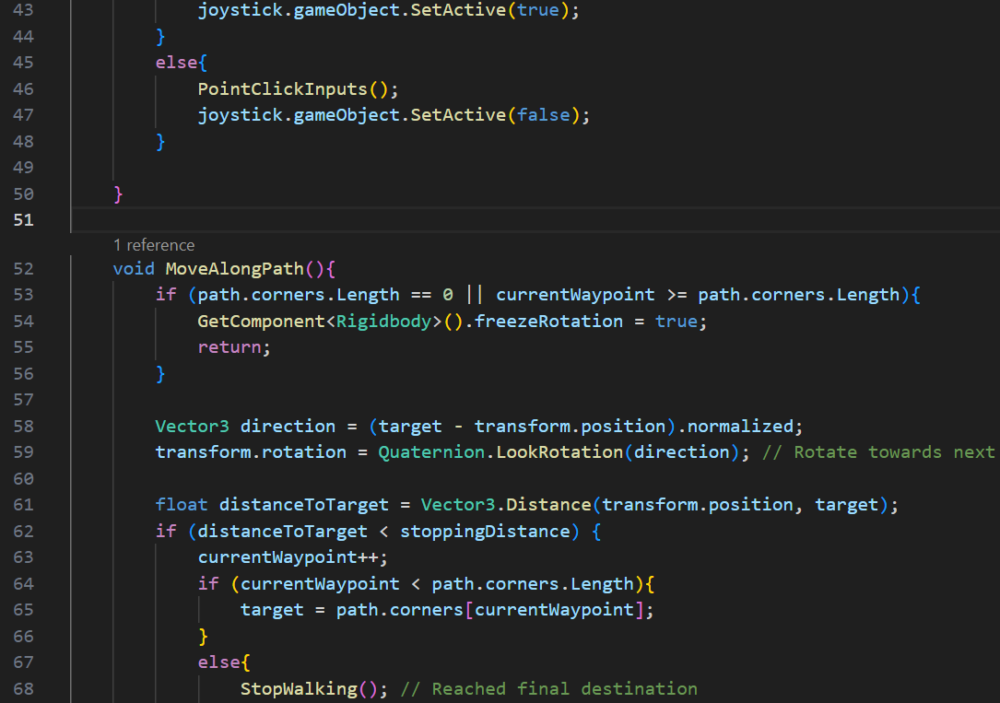 43 joystick.gameObject.SetActive(true);
44 }
45 else{
46 PointClickInputs();
47 joystick.gameObject.SetActive(false);
48 }
49
50 }
51
1 reference
52 void MoveAlongPath(){
53 if (path.corners.Length == 0 || currentWaypoint >= path.corners.Length){
54 GetComponent<Rigidbody>().freezeRotation = true;
55 return;
56 }
57
58 Vector3 direction = (target - transform.position).normalized;
59 transform.rotation = Quaternion.LookRotation(direction); // Rotate towards next
60
61 float distanceToTarget = Vector3.Distance(transform.position, target);
62 if (distanceToTarget < stoppingDistance) {
63 currentWaypoint++;
64 if (currentWaypoint < path.corners.Length){
65 target = path.corners[currentWaypoint];
66 }
67 else{
68 StopWalking(); // Reached final destination